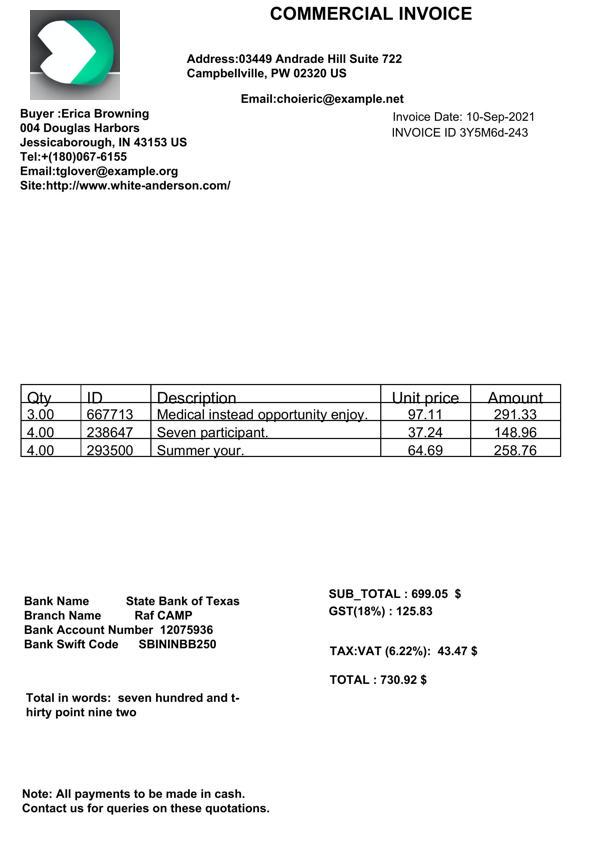 COMMERCIAL INVOICE
Address:03449 Andrade Hill Suite 722
Campbellville, PW 02320 US
Email:choieric@example.net
Buyer :Erica Browning
004 Douglas Harbors
Jessicaborough, IN 43153 US
Tel:+(180)067-6155
Email:tglover@example.org
Site:http://www.white-anderson.com/
Invoice Date: 10-Sep-2021
INVOICE ID 3Y5M6d-243
Qty ID Description Unit price Amount
3.00 667713 Medical instead opportunity enjoy. 97.11 291.33
4.00 238647 Seven participant. 37.24 148.96
4.00 293500 Summer your. 64.69 258.76
Bank Name State Bank of Texas
Branch Name Raf CAMP
Bank Account Number 12075936
Bank Swift Code SBININBB250
SUB_TOTAL : 699.05 $
GST(18%) : 125.83
TAX:VAT (6.22%): 43.47 $
TOTAL : 730.92 $
Total in words: seven hundred and t-
hirty point nine two
Note: All payments to be made in cash.
Contact us for queries on these quotations.